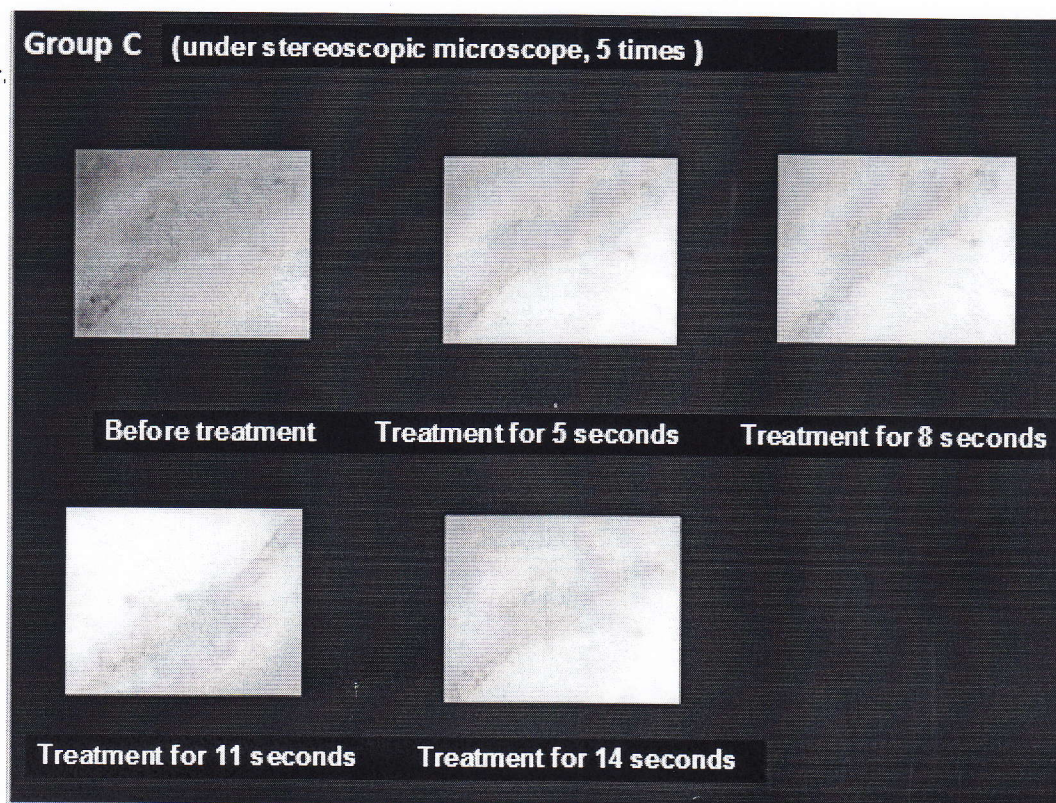 Group C (under stereoscopic microscope, 5 times )
Before treatment
Treatment for 5 seconds
Treatment for 8 seconds
Treatment for 11 seconds
Treatment for 14 seconds